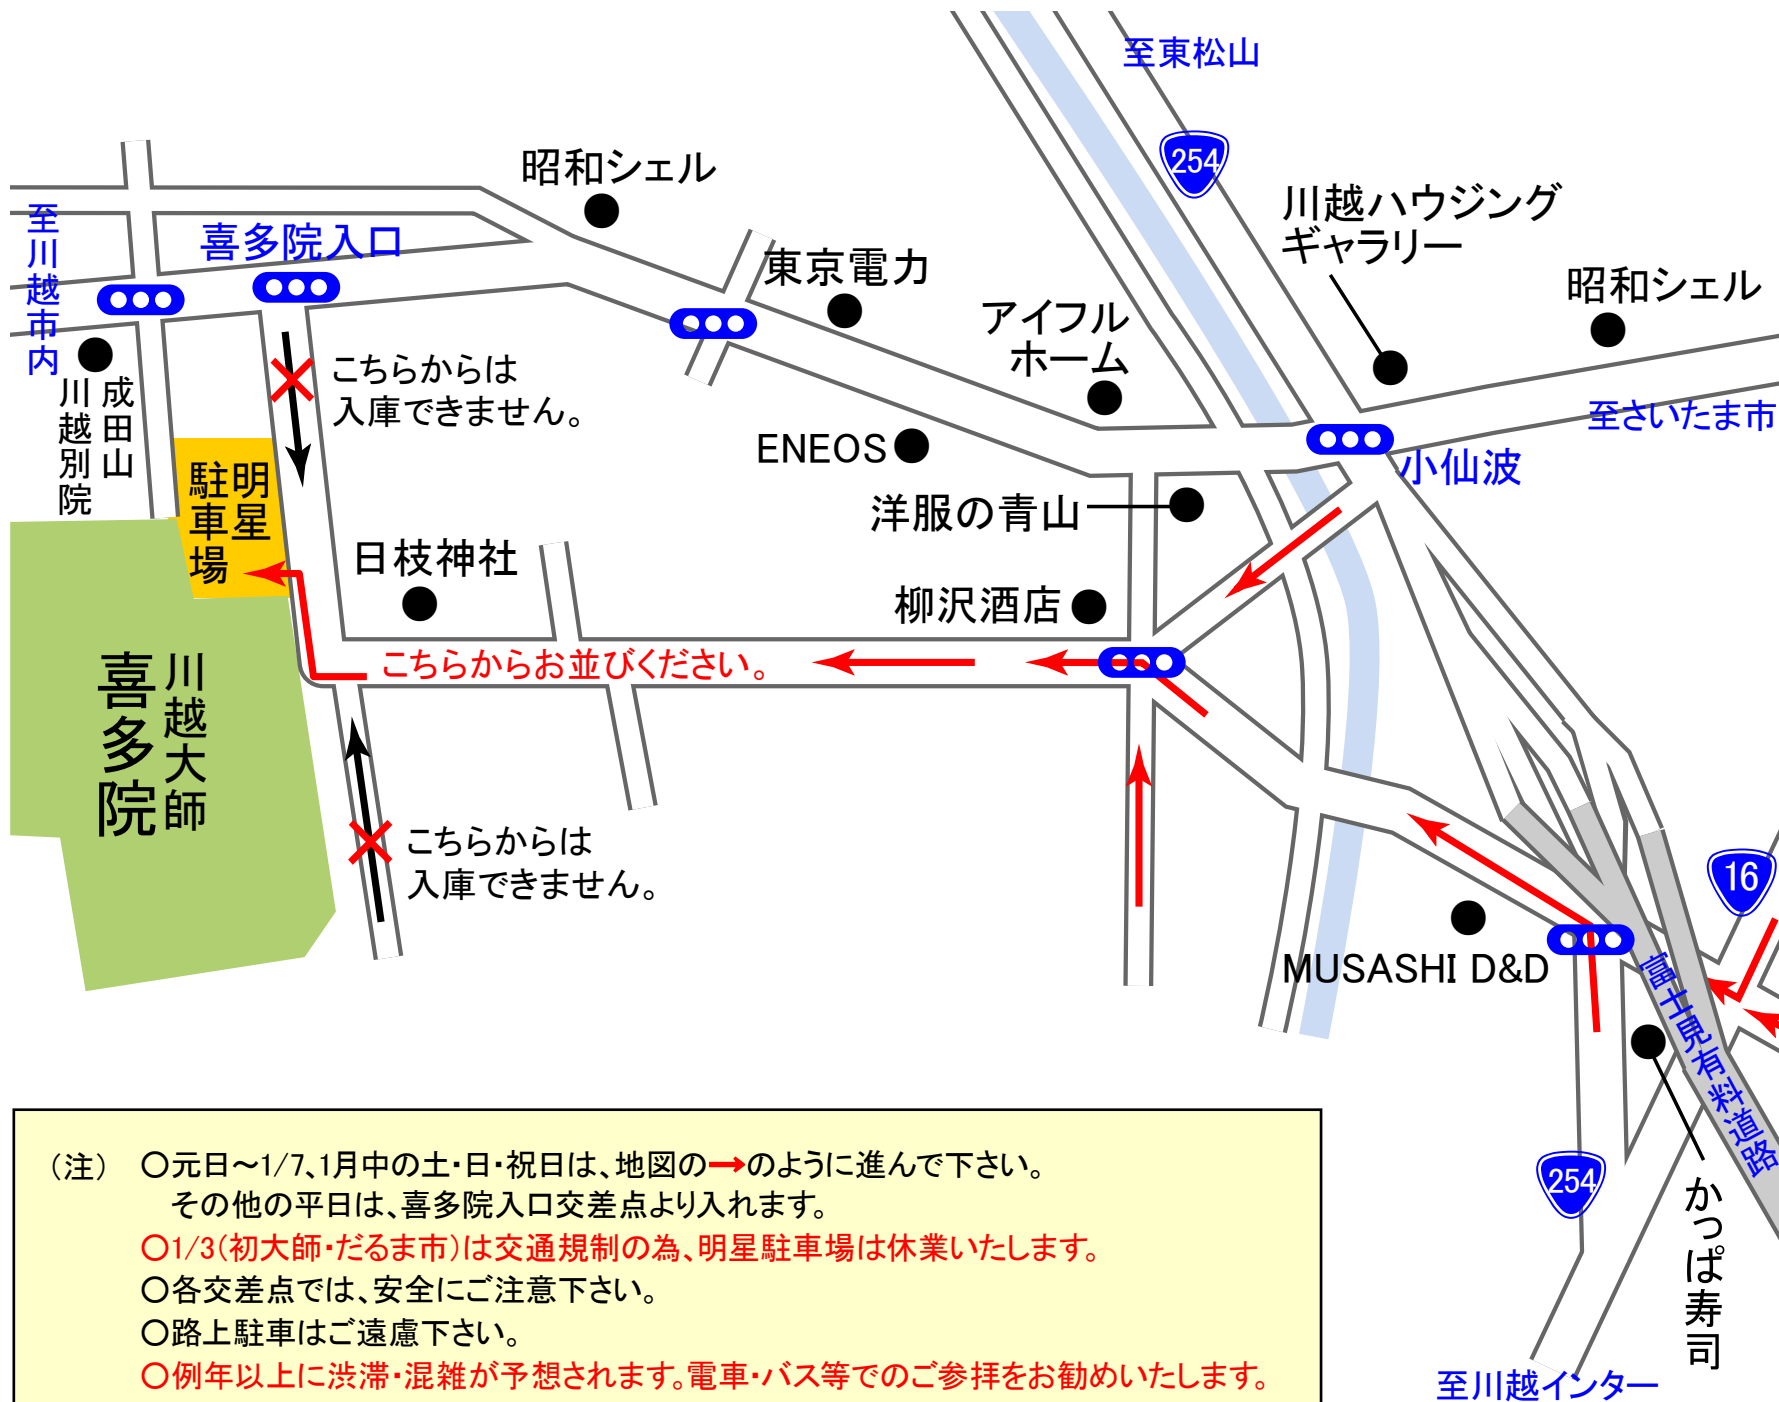 至東松山
254
昭和シェル
川越ハウジング
ギャラリー
至川越市内
喜多院入口
東京電力
昭和シェル
アイフル
ホーム
こちらからは
入庫できません。
成田山
川越別院
至さいたま市
ENEOS
小仙波
明星
駐車場
洋服の青山
日枝神社
柳沢酒店
こちらからお並びください。
川越大師
喜多院
こちらからは
入庫できません。
16
MUSASHI D&D
富士見有料道路
254
かっぱ寿司
至川越インター
（注） ○元日～1/7、1月中の土・日・祝日は、地図の→のように進んで下さい。
その他の平日は、喜多院入口交差点より入れます。
○1/3(初大師・だるま市)は交通規制の為、明星駐車場は休業いたします。
○各交差点では、安全にご注意下さい。
○路上駐車はご遠慮下さい。
○例年以上に渋滞・混雑が予想されます。電車・バス等でのご参拝をお勧めいたします。